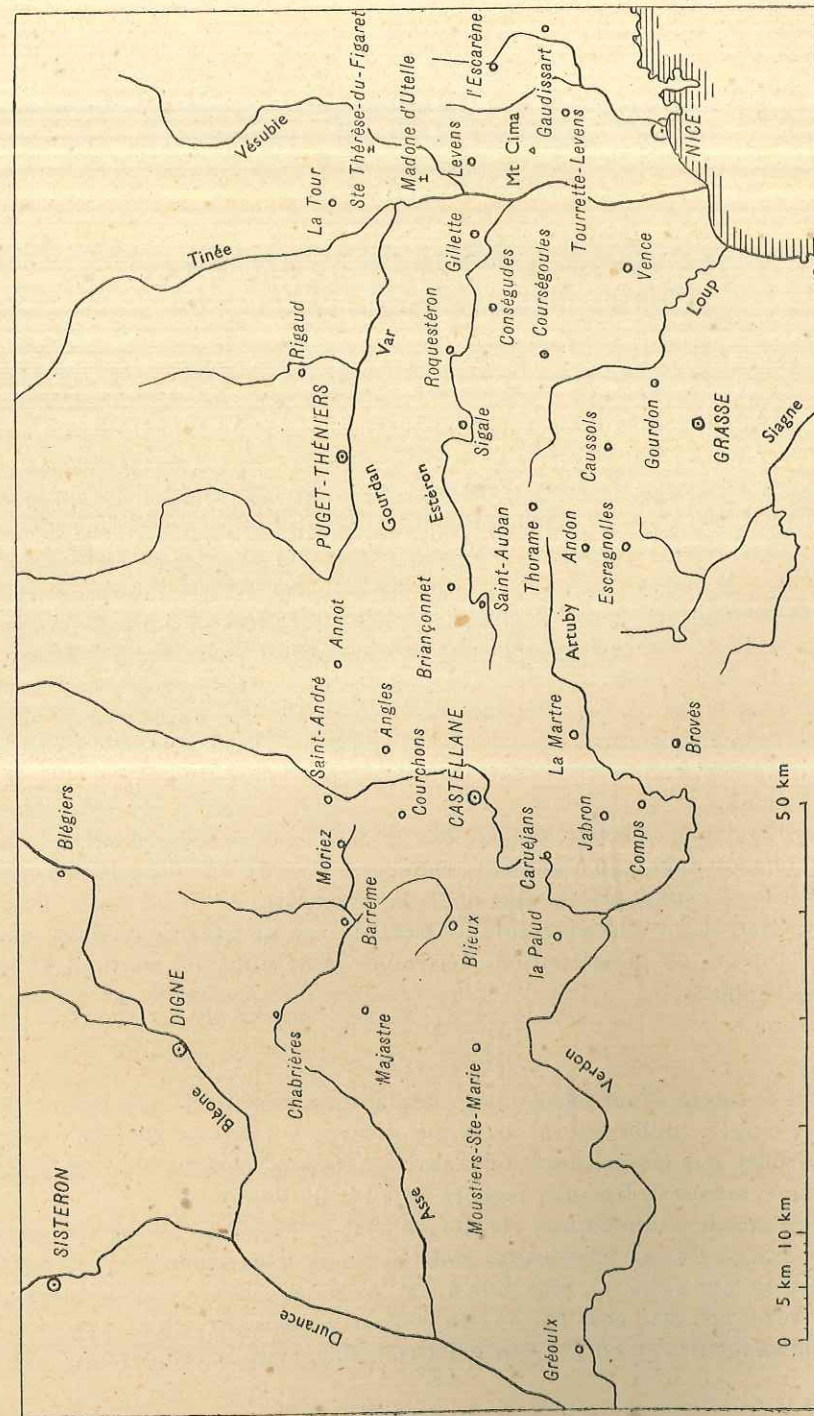 SISTERON
Blégiers
DIGNE
Bléone
Durance
Asse
Chabrières
Majastre
Barrême
Moriez
Saint-André
Annot
Angles
Courchons
Blieux
CASTELLANE
Moustiers-Ste-Marie
Gréoulx
Verdon
la Palud
Caruéjans
Jabron
Comps
La Martre
Brovès
Artuby
PUGET-THÉNIERS
Gourdan
Var
Rigaud
Tinée
La Tour
Vésubie
Ste Thérèse-du-Figaret
Madone d'Utelle
Levens
l'Escarène
Mt Cima
Gaudissart
Tourrette-Levens
NICE
Gillette
Roquestéron
Conségudes
Courségoules
Sigale
Estéron
Briançonnet
Saint-Auban
Thorame
Andon
Escragnolles
Caussols
Gourdon
GRASSE
Vence
Loup
Siagne
0 5 km 10 km 50 km